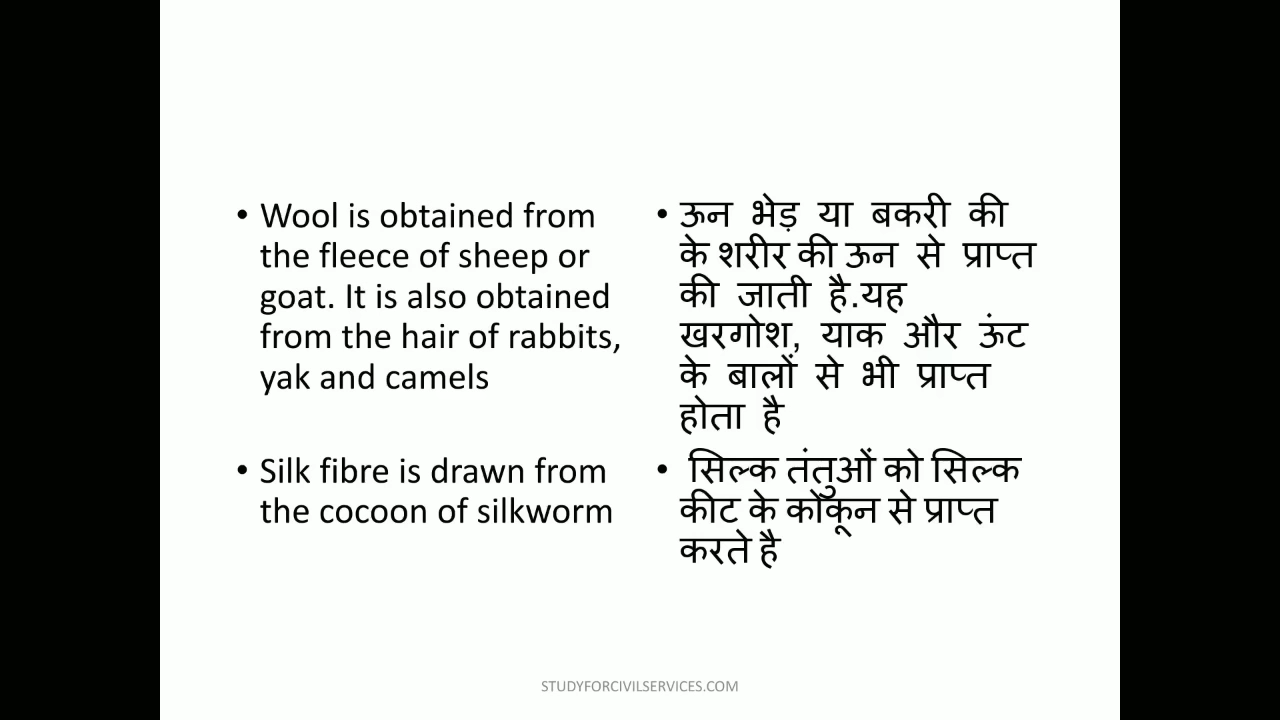 • Wool is obtained from
the fleece of sheep or
goat. It is also obtained
from the hair of rabbits,
yak and camels
• Silk fibre is drawn from
the cocoon of silkworm
• ऊन भेड़ या बकरी की
के शरीर की ऊन से प्राप्त
की जाती है.यह
खरगोश, याक और ऊंट
के बालों से भी प्राप्त
होता है
• सिल्क तंतुओं को सिल्क
कीट के कोकून से प्राप्त
करते है
STUDYFORCIVILSERVICES.COM